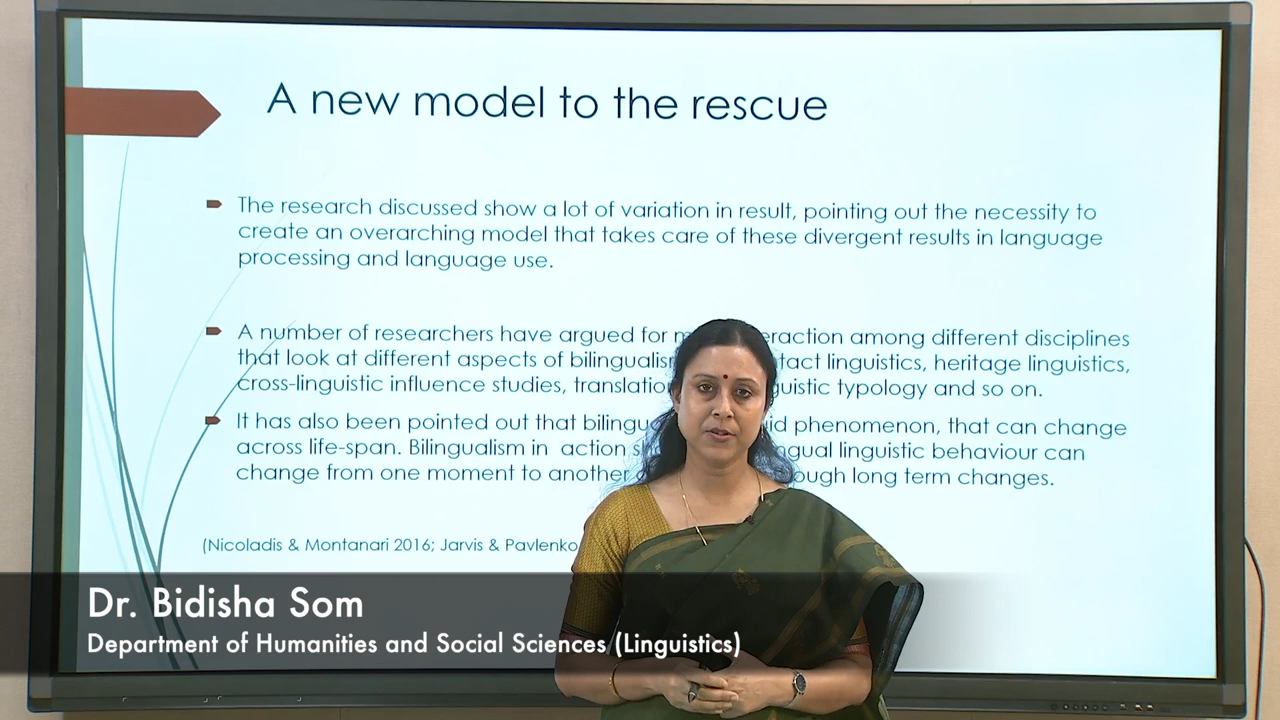 A new model to the rescue
The research discussed show a lot of variation in result, pointing out the necessity to
create an overarching model that takes care of these divergent results in language
processing and language use.
A number of researchers have argued for eraction among different disciplines
that look at different aspects of bilingualis tact linguistics, heritage linguistics,
cross-linguistic influence studies, translatio guistic typology and so on.
It has also been pointed out that bilingu id phenomenon, that can change
across life-span. Bilingualism in action s ngual linguistic behaviour can
change from one moment to another ough long term changes.
(Nicoladis & Montanari 2016; Jarvis & Pavlenko
Dr. Bidisha Som
Department of Humanities and Social Sciences (Linguistics)